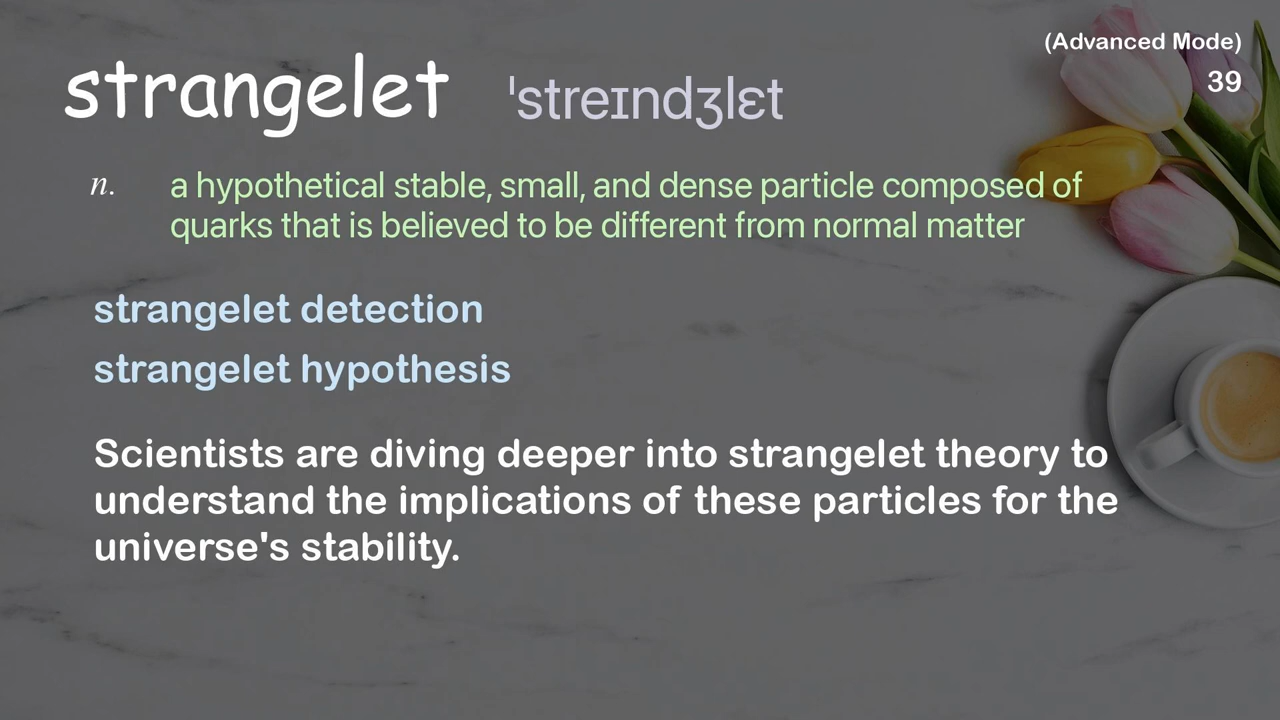 (Advanced Mode)
39
strangelet ˈstreɪndʒlɛt
n. a hypothetical stable, small, and dense particle composed of
quarks that is believed to be different from normal matter
strangelet detection
strangelet hypothesis
Scientists are diving deeper into strangelet theory to
understand the implications of these particles for the
universe's stability.